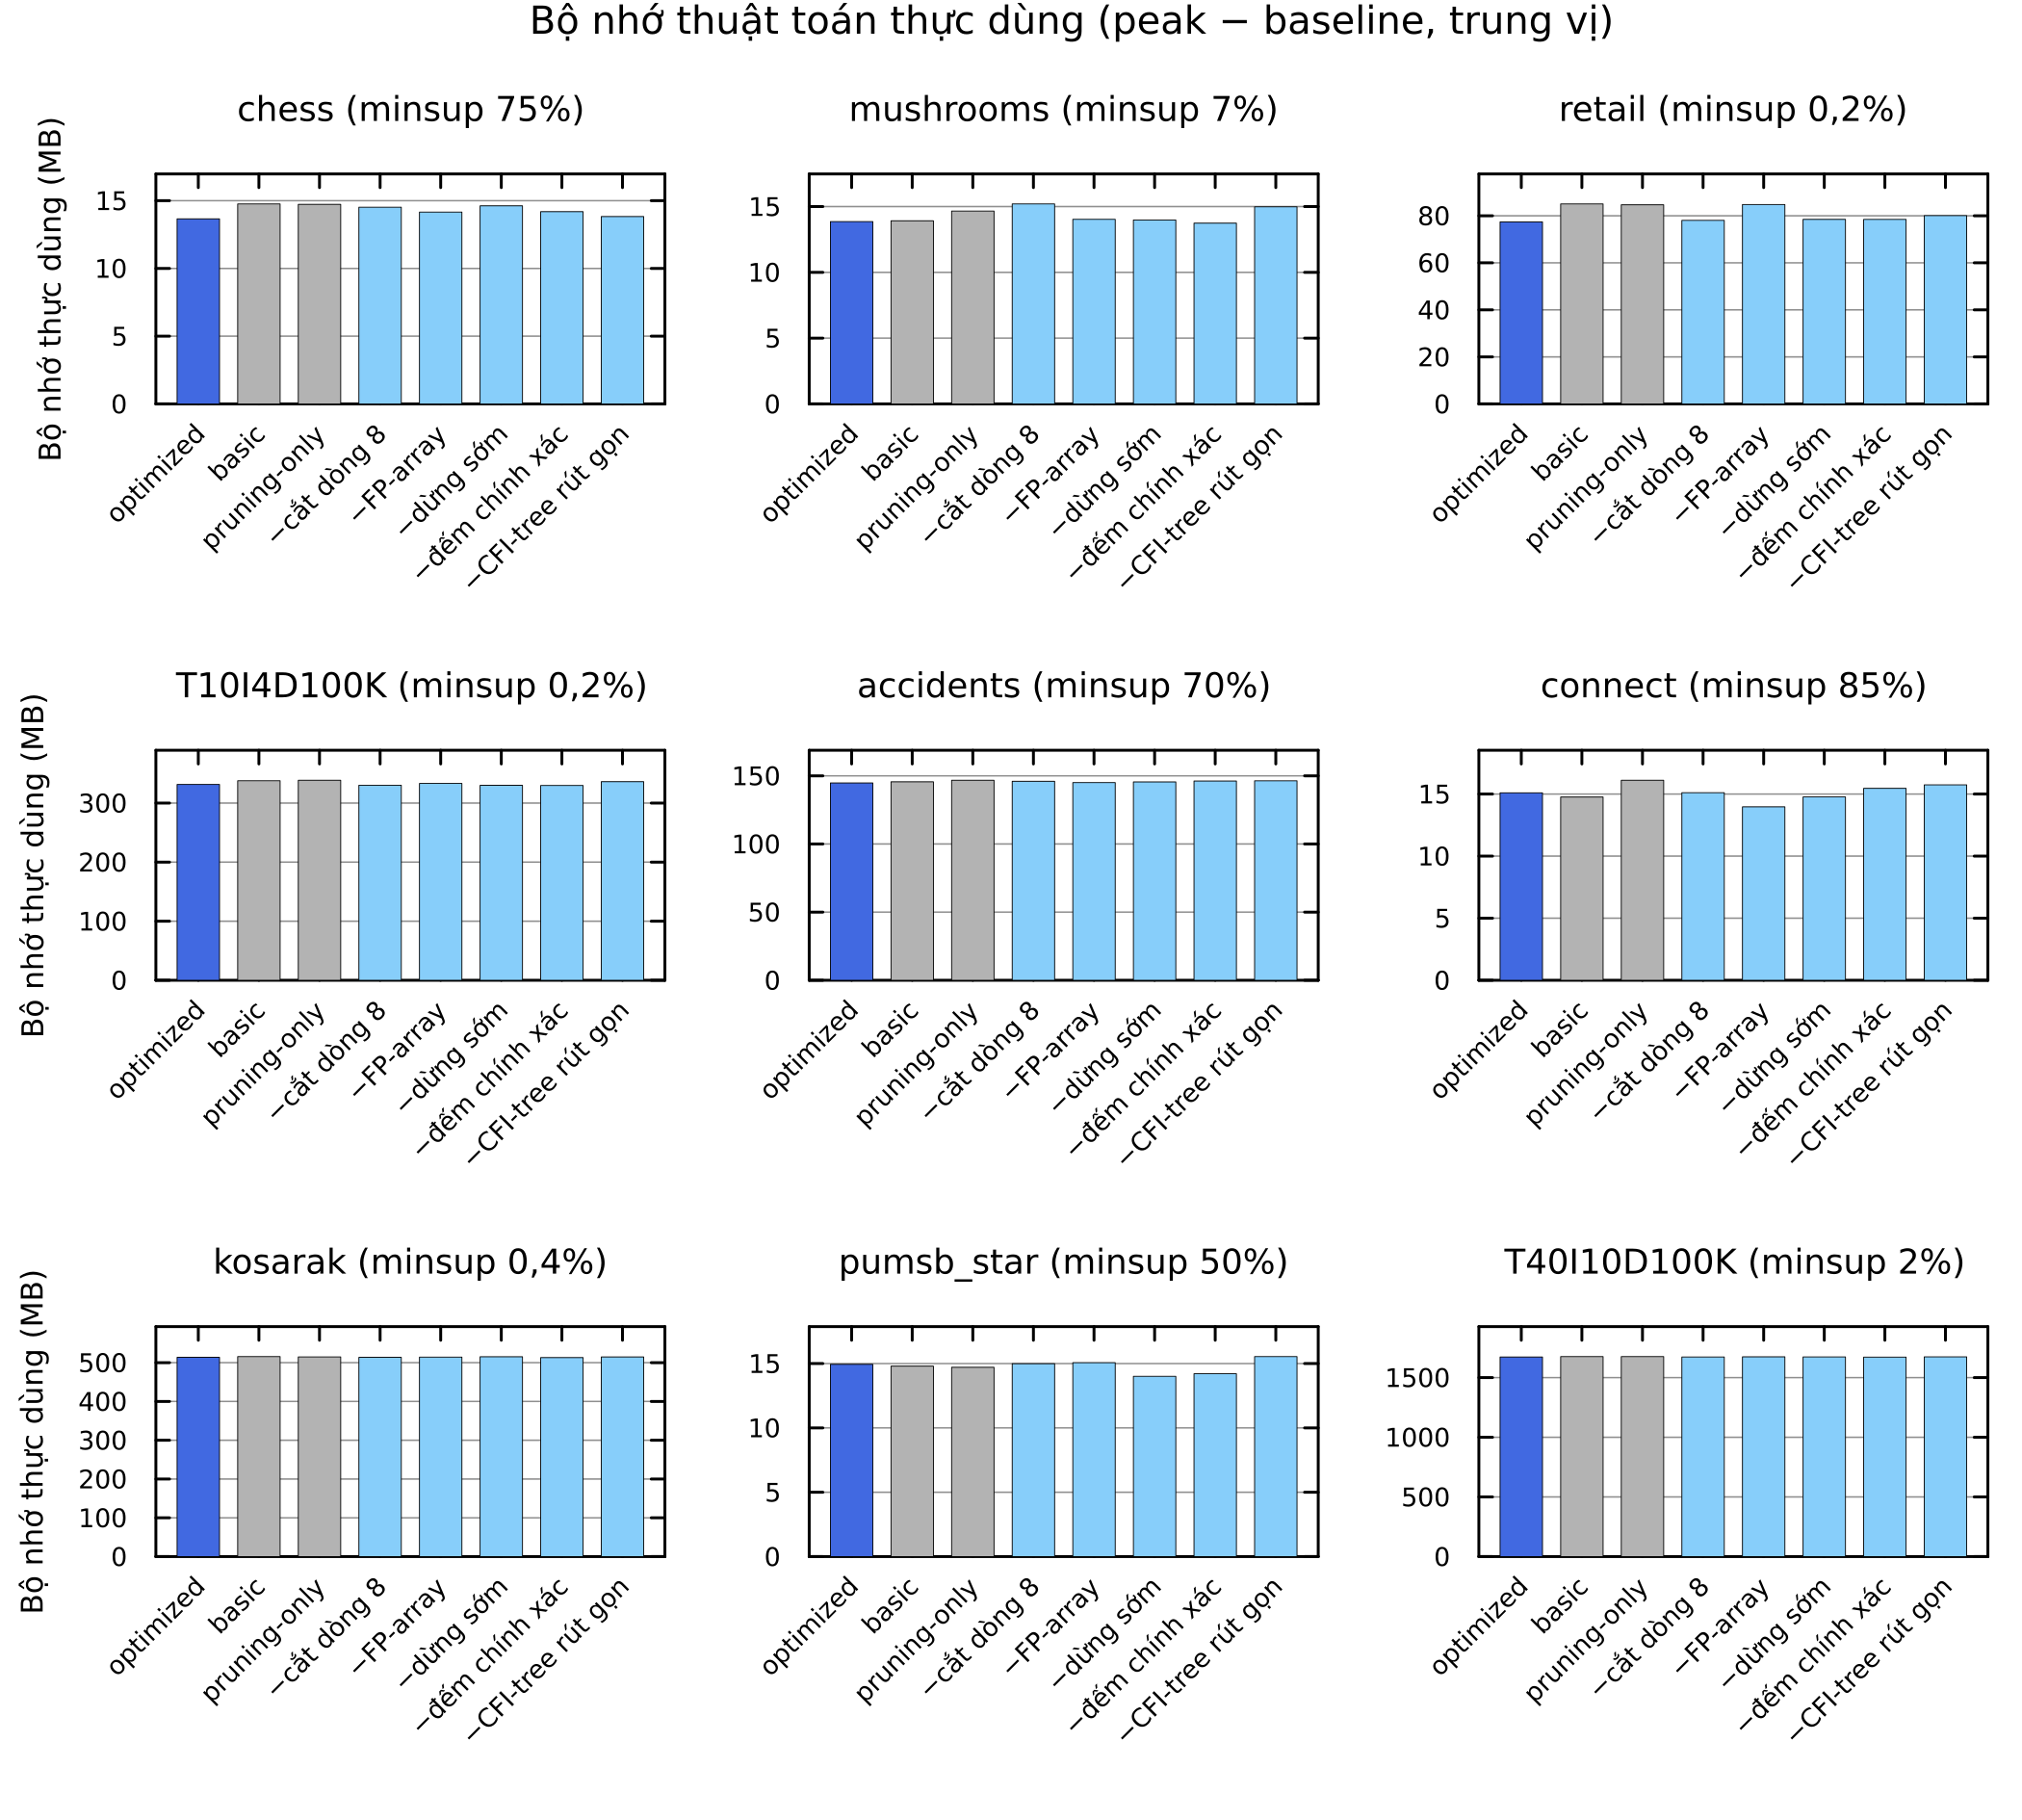 Bộ nhớ thuật toán thực dùng (peak − baseline, trung vị)
chess (minsup 75%)
Bộ nhớ thực dùng (MB)
15
10
5
0
optimized
basic
pruning-only
−cắt dòng 8
−FP-array
−dừng sớm
−đếm chính xác
−CFI-tree rút gọn
mushrooms (minsup 7%)
15
10
5
0
optimized
basic
pruning-only
−cắt dòng 8
−FP-array
−dừng sớm
−đếm chính xác
−CFI-tree rút gọn
retail (minsup 0,2%)
80
60
40
20
0
optimized
basic
pruning-only
−cắt dòng 8
−FP-array
−dừng sớm
−đếm chính xác
−CFI-tree rút gọn
T10I4D100K (minsup 0,2%)
Bộ nhớ thực dùng (MB)
300
200
100
0
optimized
basic
pruning-only
−cắt dòng 8
−FP-array
−dừng sớm
−đếm chính xác
−CFI-tree rút gọn
accidents (minsup 70%)
150
100
50
0
optimized
basic
pruning-only
−cắt dòng 8
−FP-array
−dừng sớm
−đếm chính xác
−CFI-tree rút gọn
connect (minsup 85%)
15
10
5
0
optimized
basic
pruning-only
−cắt dòng 8
−FP-array
−dừng sớm
−đếm chính xác
−CFI-tree rút gọn
kosarak (minsup 0,4%)
Bộ nhớ thực dùng (MB)
500
400
300
200
100
0
optimized
basic
pruning-only
−cắt dòng 8
−FP-array
−dừng sớm
−đếm chính xác
−CFI-tree rút gọn
pumsb_star (minsup 50%)
15
10
5
0
optimized
basic
pruning-only
−cắt dòng 8
−FP-array
−dừng sớm
−đếm chính xác
−CFI-tree rút gọn
T40I10D100K (minsup 2%)
1500
1000
500
0
optimized
basic
pruning-only
−cắt dòng 8
−FP-array
−dừng sớm
−đếm chính xác
−CFI-tree rút gọn